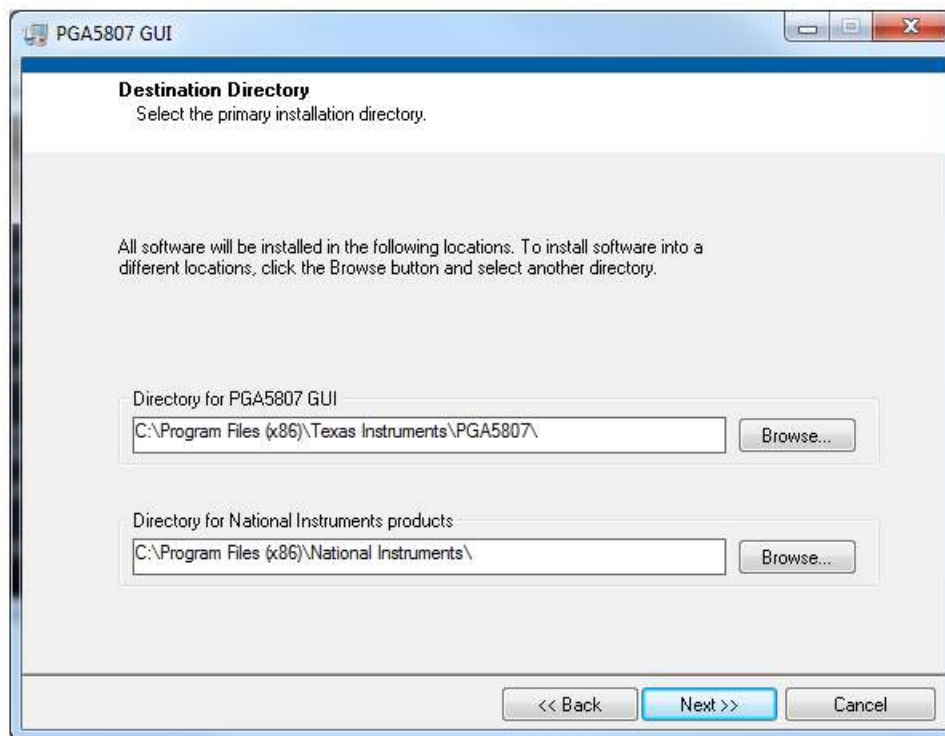 PGA5807 GUI
Destination Directory
Select the primary installation directory.
All software will be installed in the following locations. To install software into a
different locations, click the Browse button and select another directory.
Directory for PGA5807 GUI
C:\Program Files (x86)\Texas Instruments\PGA5807\
Browse...
Directory for National Instruments products
C:\Program Files (x86)\National Instruments\
Browse...
<< Back
Next >>
Cancel